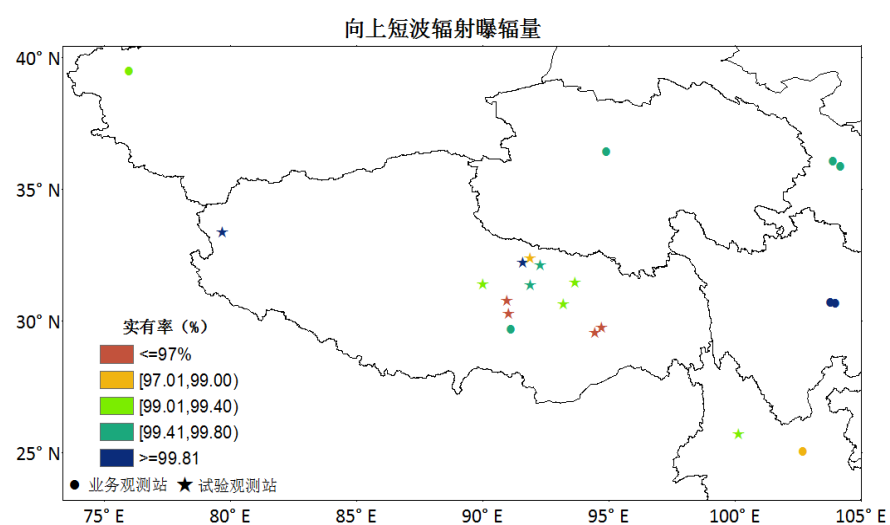 向上短波辐射曝辐量
40° N
35° N
30° N
25° N
实有率（%）
<=97%
[97.01,99.00)
[99.01,99.40)
[99.41,99.80)
>=99.81
业务观测站 试验观测站
75° E 80° E 85° E 90° E 95° E 100° E 105° E